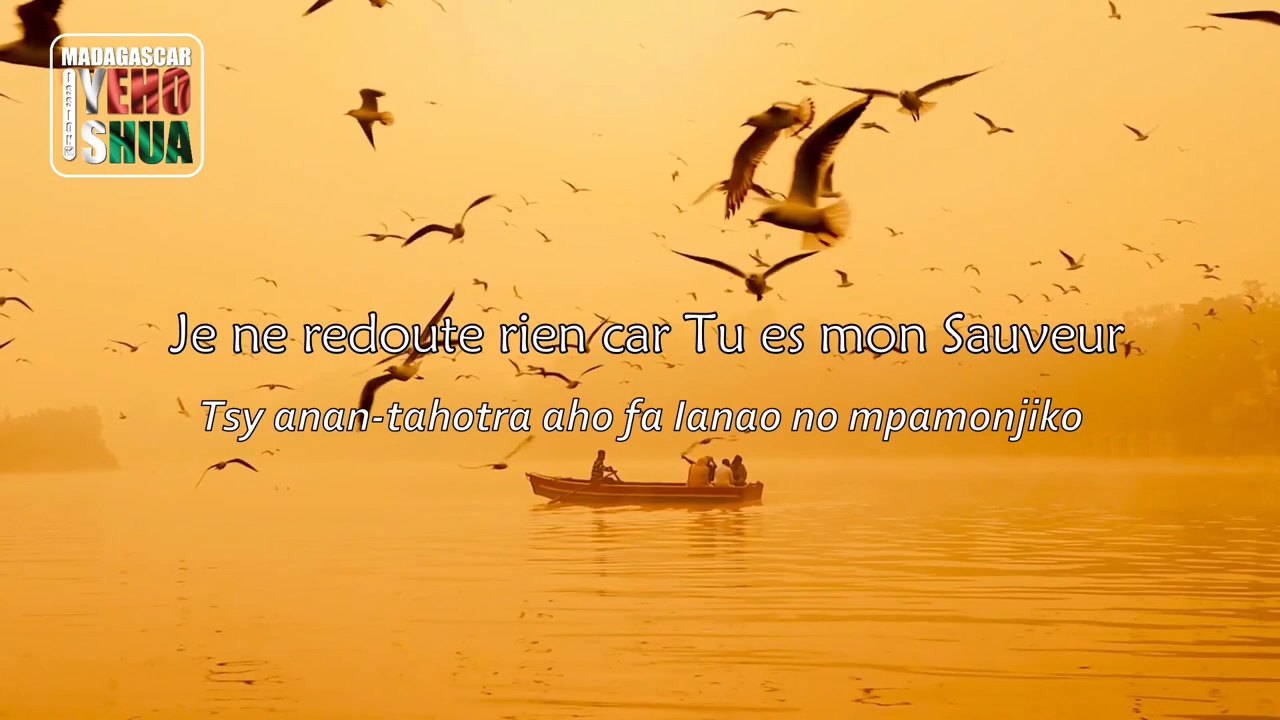 MADAGASCAR
YEHO
SHUA
Je ne redoute rien car Tu es mon Sauveur
Tsy anan-tahotra aho fa Ianao no mpamonjiko